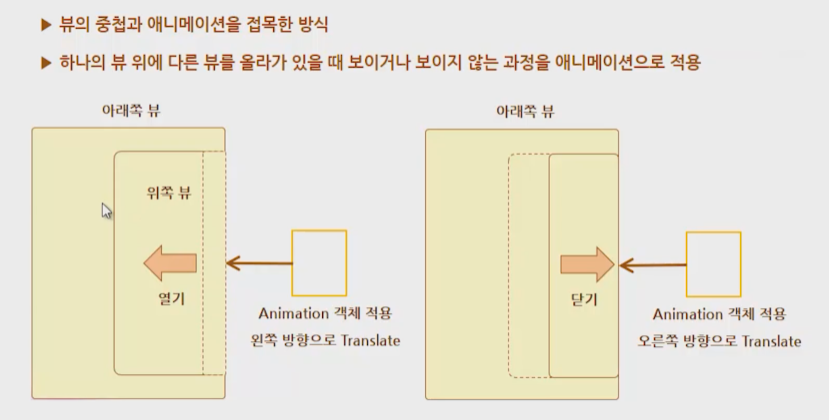 ▶ 뷰의 중첩과 애니메이션을 접목한 방식
▶ 하나의 뷰 위에 다른 뷰를 올라가 있을 때 보이거나 보이지 않는 과정을 애니메이션으로 적용
아래쪽 뷰
위쪽 뷰
열기
Animation 객체 적용
왼쪽 방향으로 Translate
아래쪽 뷰
닫기
Animation 객체 적용
오른쪽 방향으로 Translate